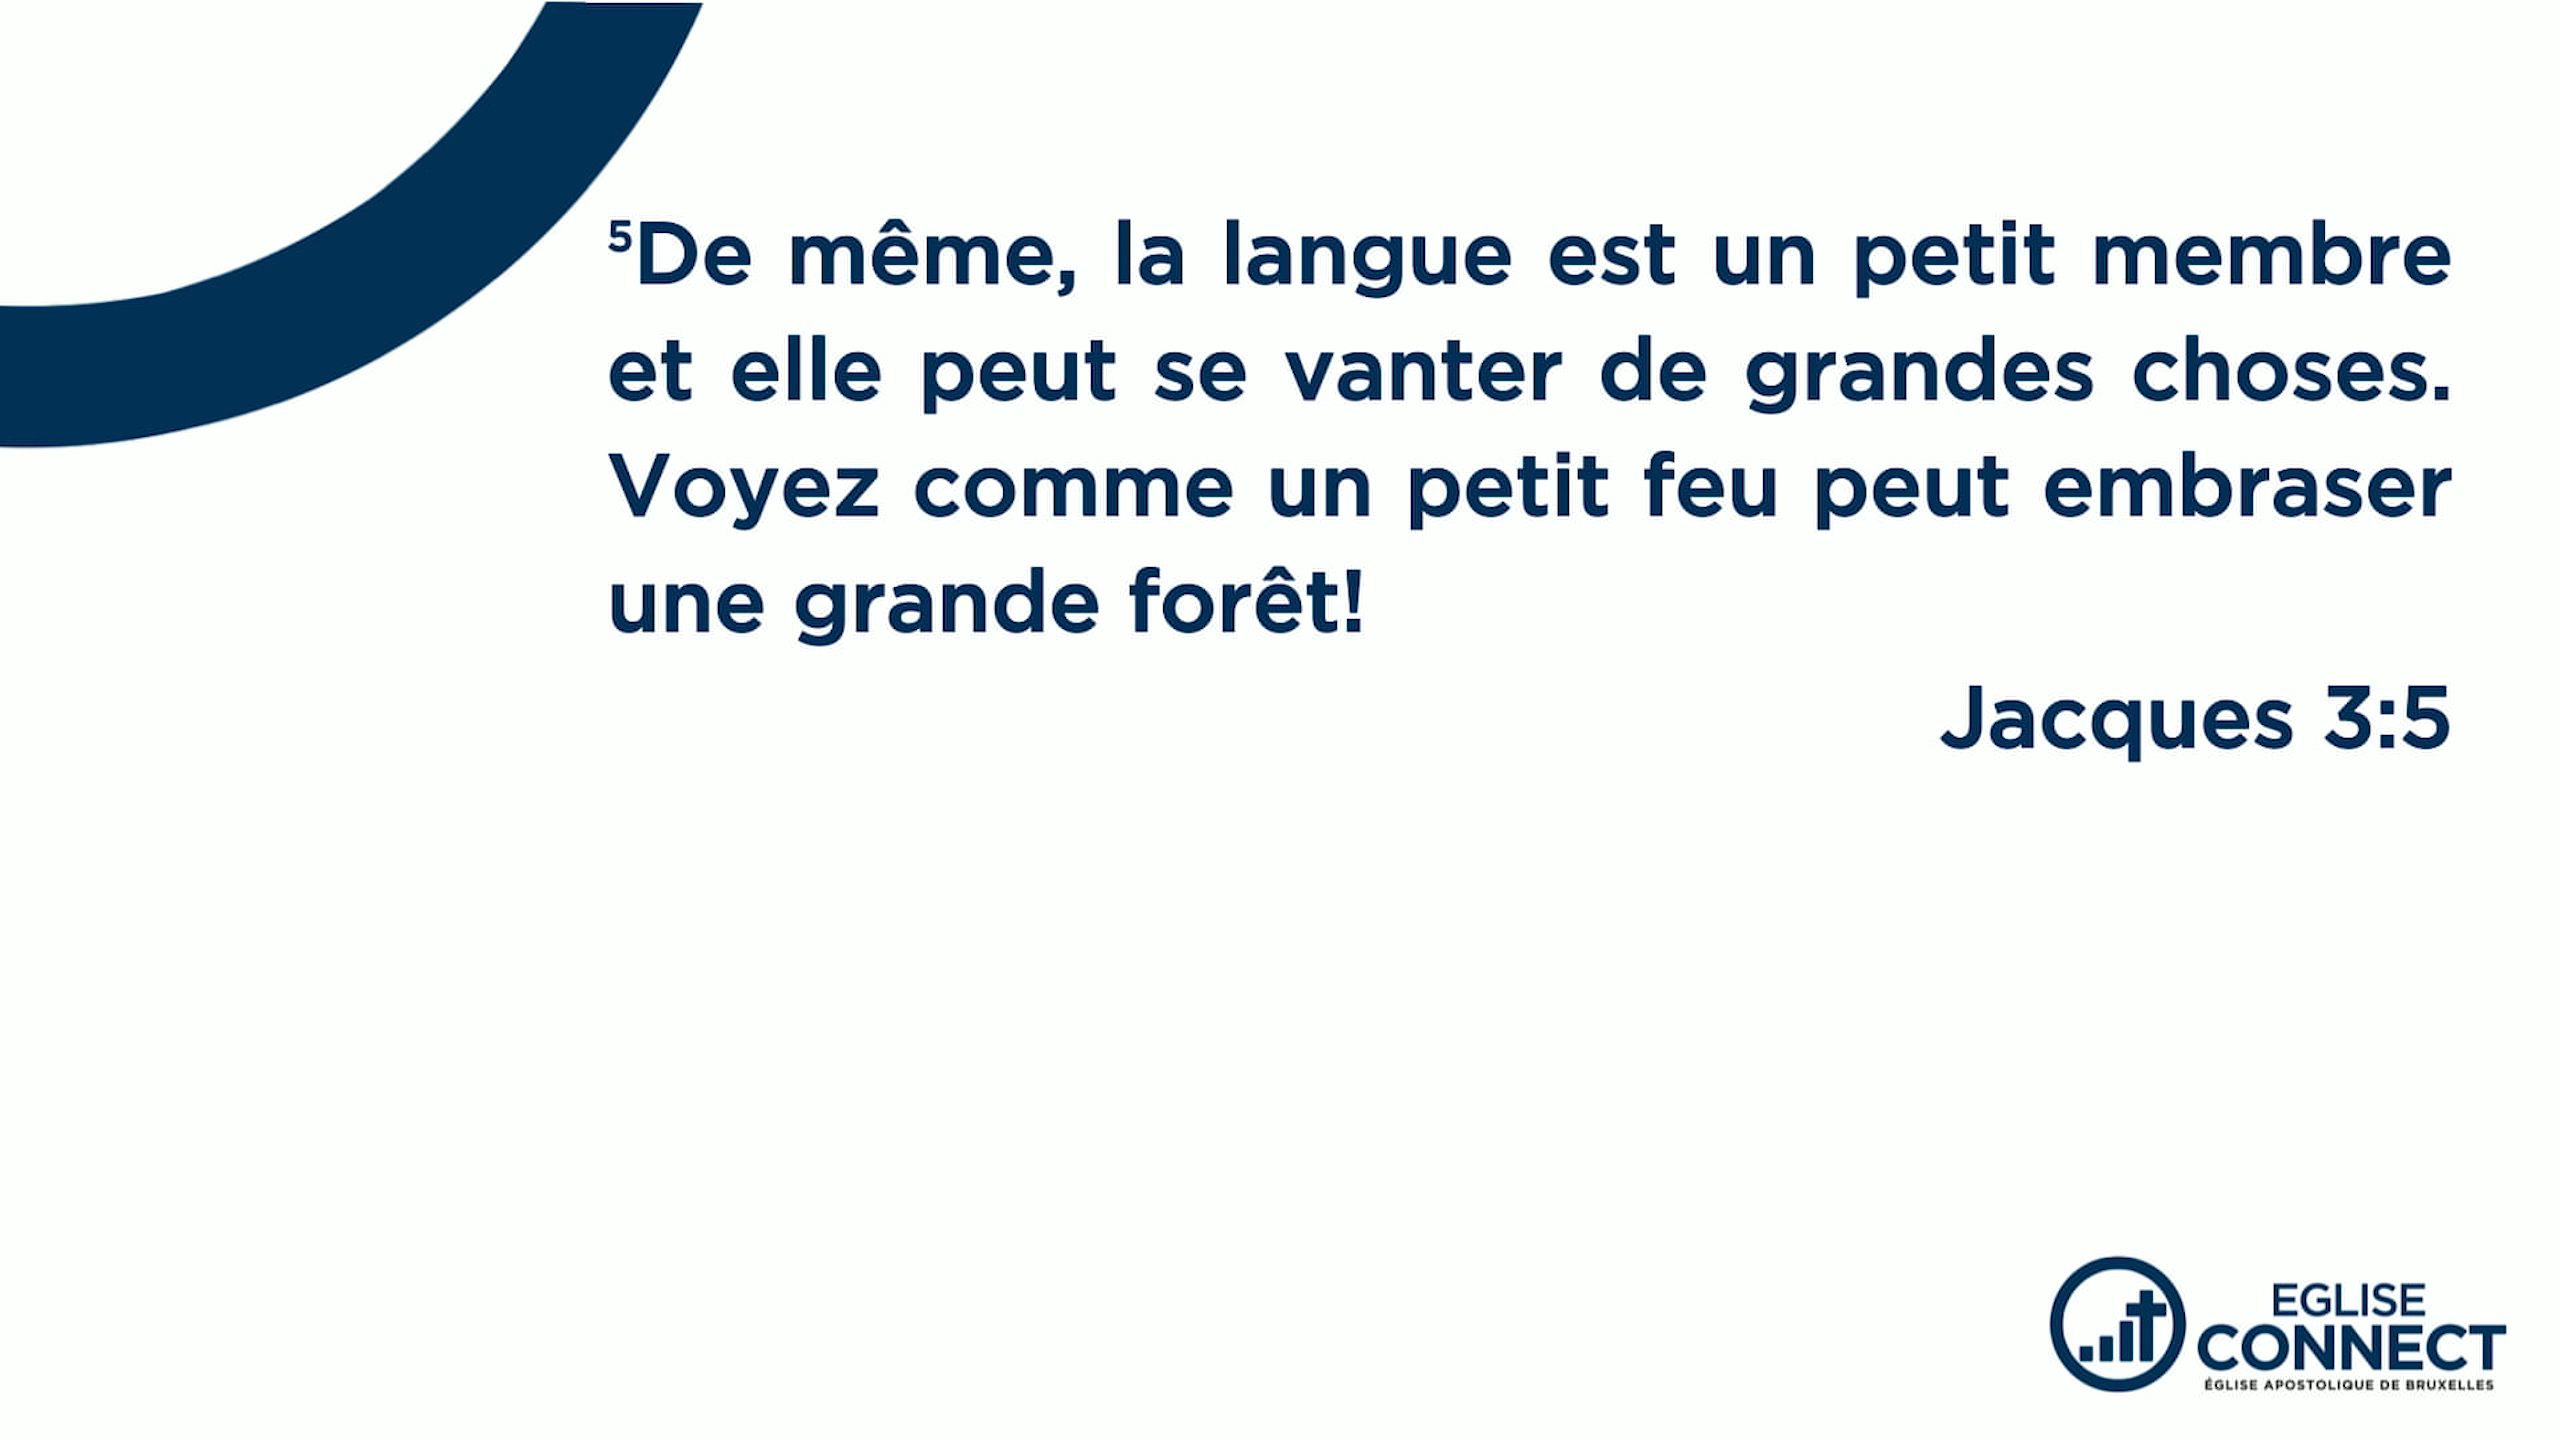 ⁵De même, la langue est un petit membre
et elle peut se vanter de grandes choses.
Voyez comme un petit feu peut embraser
une grande forêt!
Jacques 3:5
EGLISE
CONNECT
ÉGLISE APOSTOLIQUE DE BRUXELLES